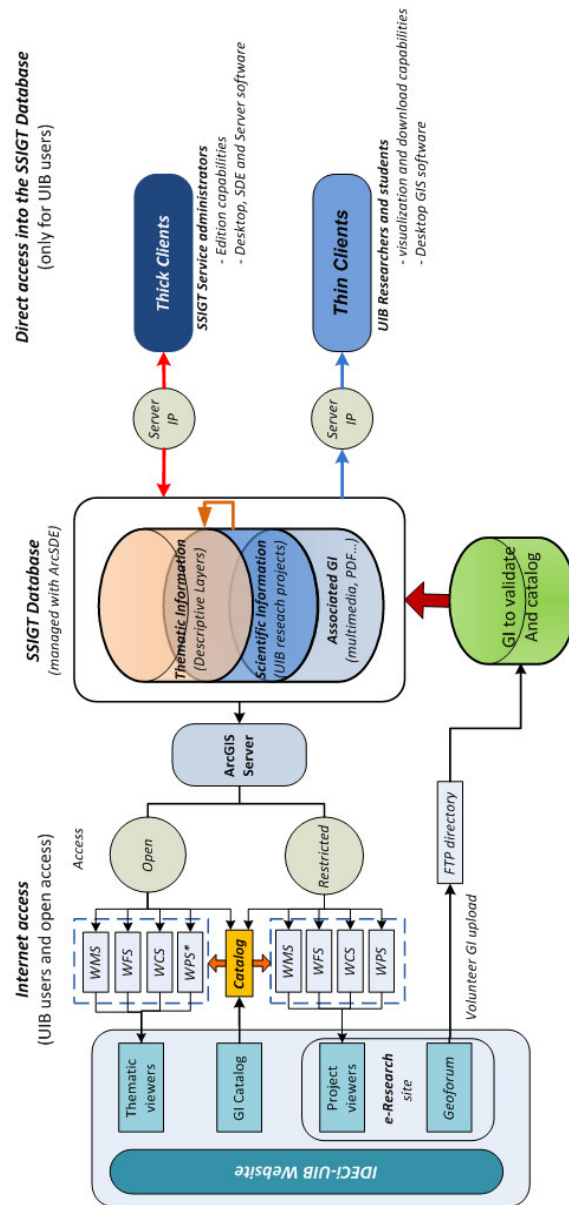 Internet access
(UIB users and open access)
SSIGT Database
(managed with ArcSDE)
Direct access into the SSIGT Database
(only for UIB users)
IDECi-UIB Website
Thematic
viewers
GI Catalog
Project
viewers
e-Research
site
Geoforum
WMS
WFS
WCS
WPS*
Catalog
WMS
WFS
WCS
WPS
Access
Open
Restricted
Volunteer GI upload
FTP directory
ArcGIS
Server
Thematic Information
(Descriptive Layers)
Scientific Information
(UIB reseach projects)
Associated GI
(multimedia, PDF...)
GI to validate
And catalog
Server
IP
Server
IP
Thick Clients
SSIGT Service administrators
- Edition capabilities
- Desktop, SDE and Server software
Thin Clients
UIB Researchers and students
- visualization and download capabilities
- Desktop GIS software